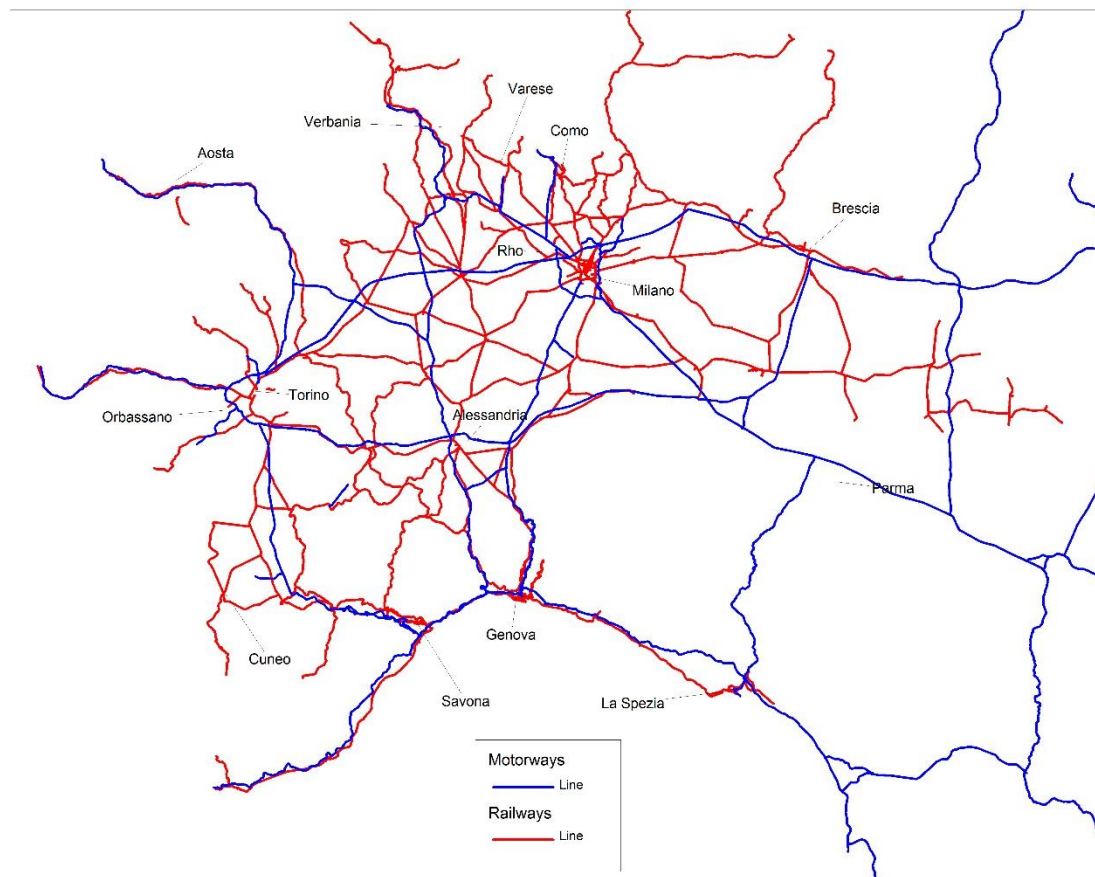 Varese
Verbania
Como
Aosta
Brescia
Rho
Milano
Torino
Orbassano
Alessandria
Parma
Genova
Cuneo
Savona
La Spezia
Motorways
Line
Railways
Line